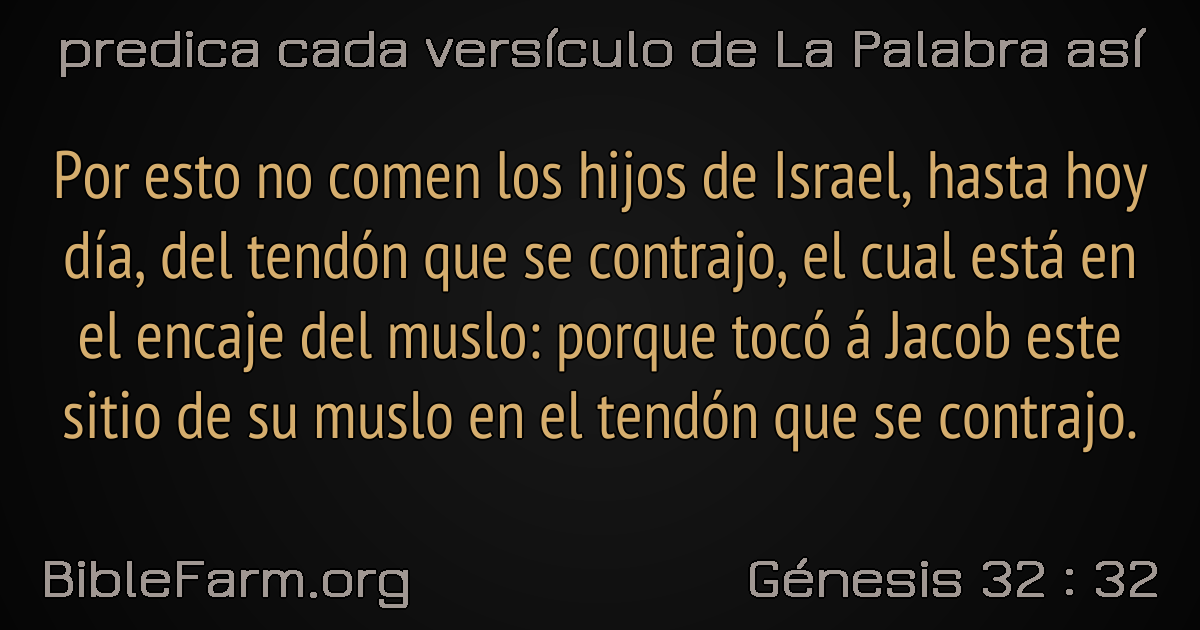 predica cada versículo de La Palabra así
Por esto no comen los hijos de Israel, hasta hoy
día, del tendón que se contrajo, el cual está en
el encaje del muslo: porque tocó á Jacob este
sitio de su muslo en el tendón que se contrajo.
BibleFarm.org
Génesis 32 : 32